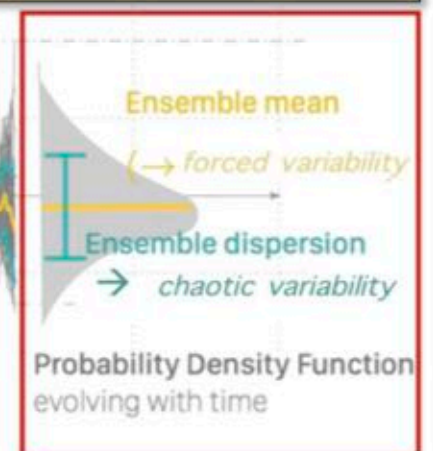 Ensemble mean
(→ forced variability
Ensemble dispersion
→ chaotic variability
Probability Density Function
evolving with time